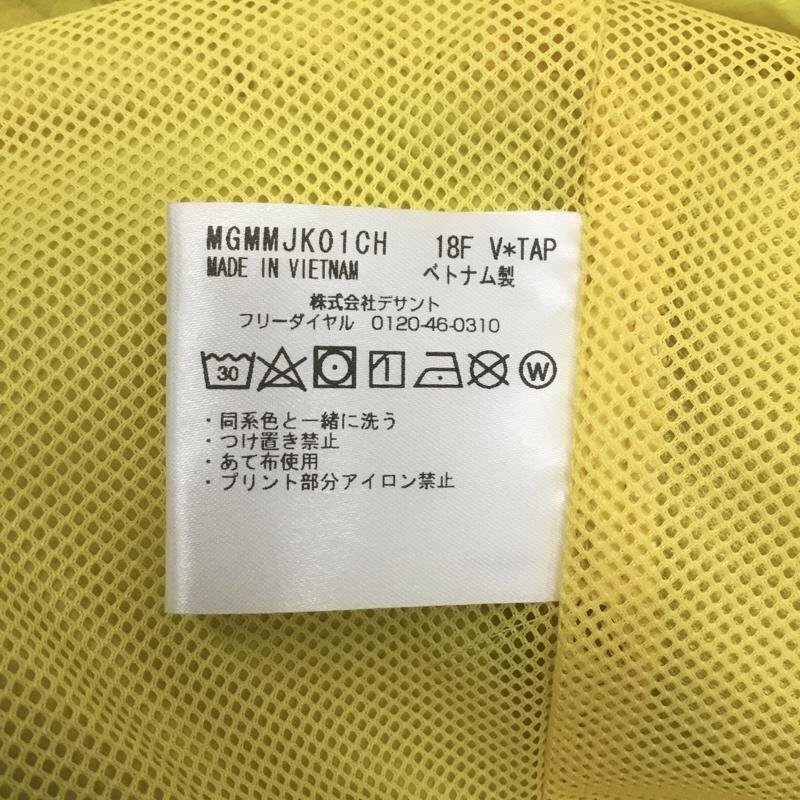 MGMMJK01CH 18F V*TAP
MADE IN VIETNAM ベトナム製
株式会社デサント
フリーダイヤル 0120-46-0310
30 W
・同系色と一緒に洗う
・つけ置き禁止
・あて布使用
・プリント部分アイロン禁止